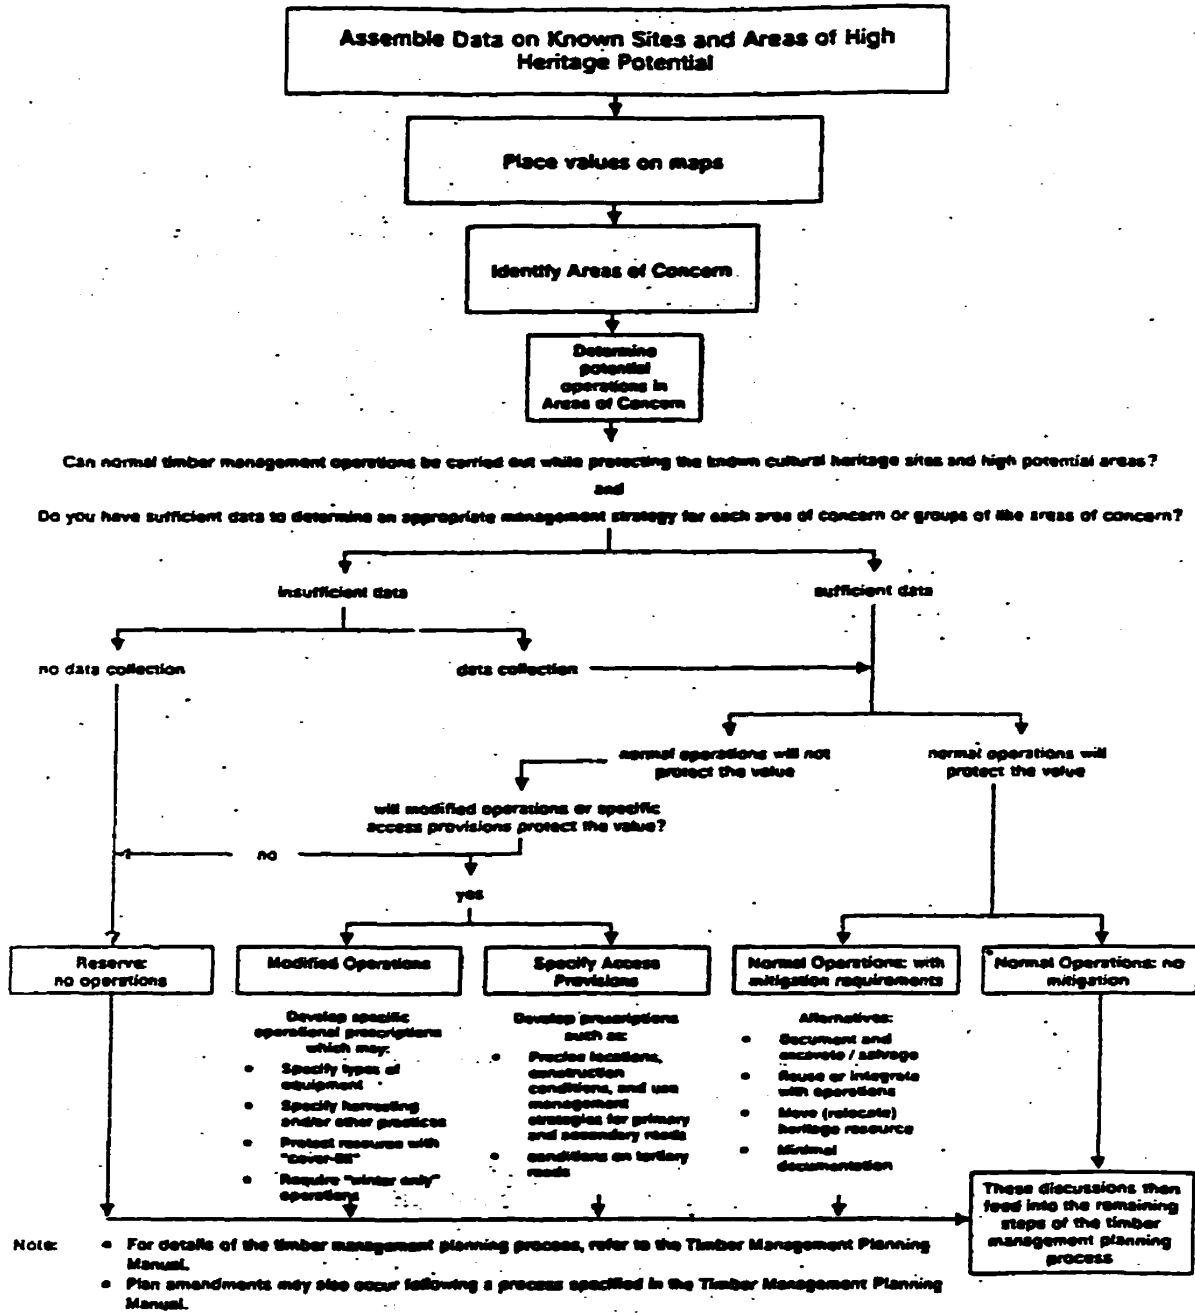 Assemble Data on Known Sites and Areas of High
Heritage Potential
Place values on maps
Identify Areas of Concern
Determine
potential
operations in
Areas of Concern
Can normal timber management operations be carried out while protecting the known cultural heritage sites and high potential areas?
and
Do you have sufficient data to determine an appropriate management strategy for each area of concern or groups of like areas of concern?
insufficient data
sufficient data
no data collection
data collection
normal operations will not
protect the value
normal operations will
protect the value
will modified operations or specific
access provisions protect the value?
no
yes
Reserve:
no operations
Modified Operations
Specify Access
Provisions
Normal Operations: with
mitigation requirements
Normal Operations: no
mitigation
Develop specific
operational prescriptions
which may:
• Specify types of
equipment
• Specify harvesting
and/or other practices
• Protect resource with
"cover-fill"
• Require "winter only"
operations
Develop prescriptions
such as:
• Precise locations,
construction
conditions, and use
management
strategies for primary
and secondary roads
• conditions on tertiary
roads
Alternatives:
• Document and
excavate / salvage
• Reuse or integrate
with operations
• Move (relocate)
heritage resource
• Minimal
documentation
These discussions then
feed into the remaining
steps of the timber
management planning
process
Note:
• For details of the timber management planning process, refer to the Timber Management Planning
Manual.
• Plan amendments may also occur following a process specified in the Timber Management Planning
Manual.